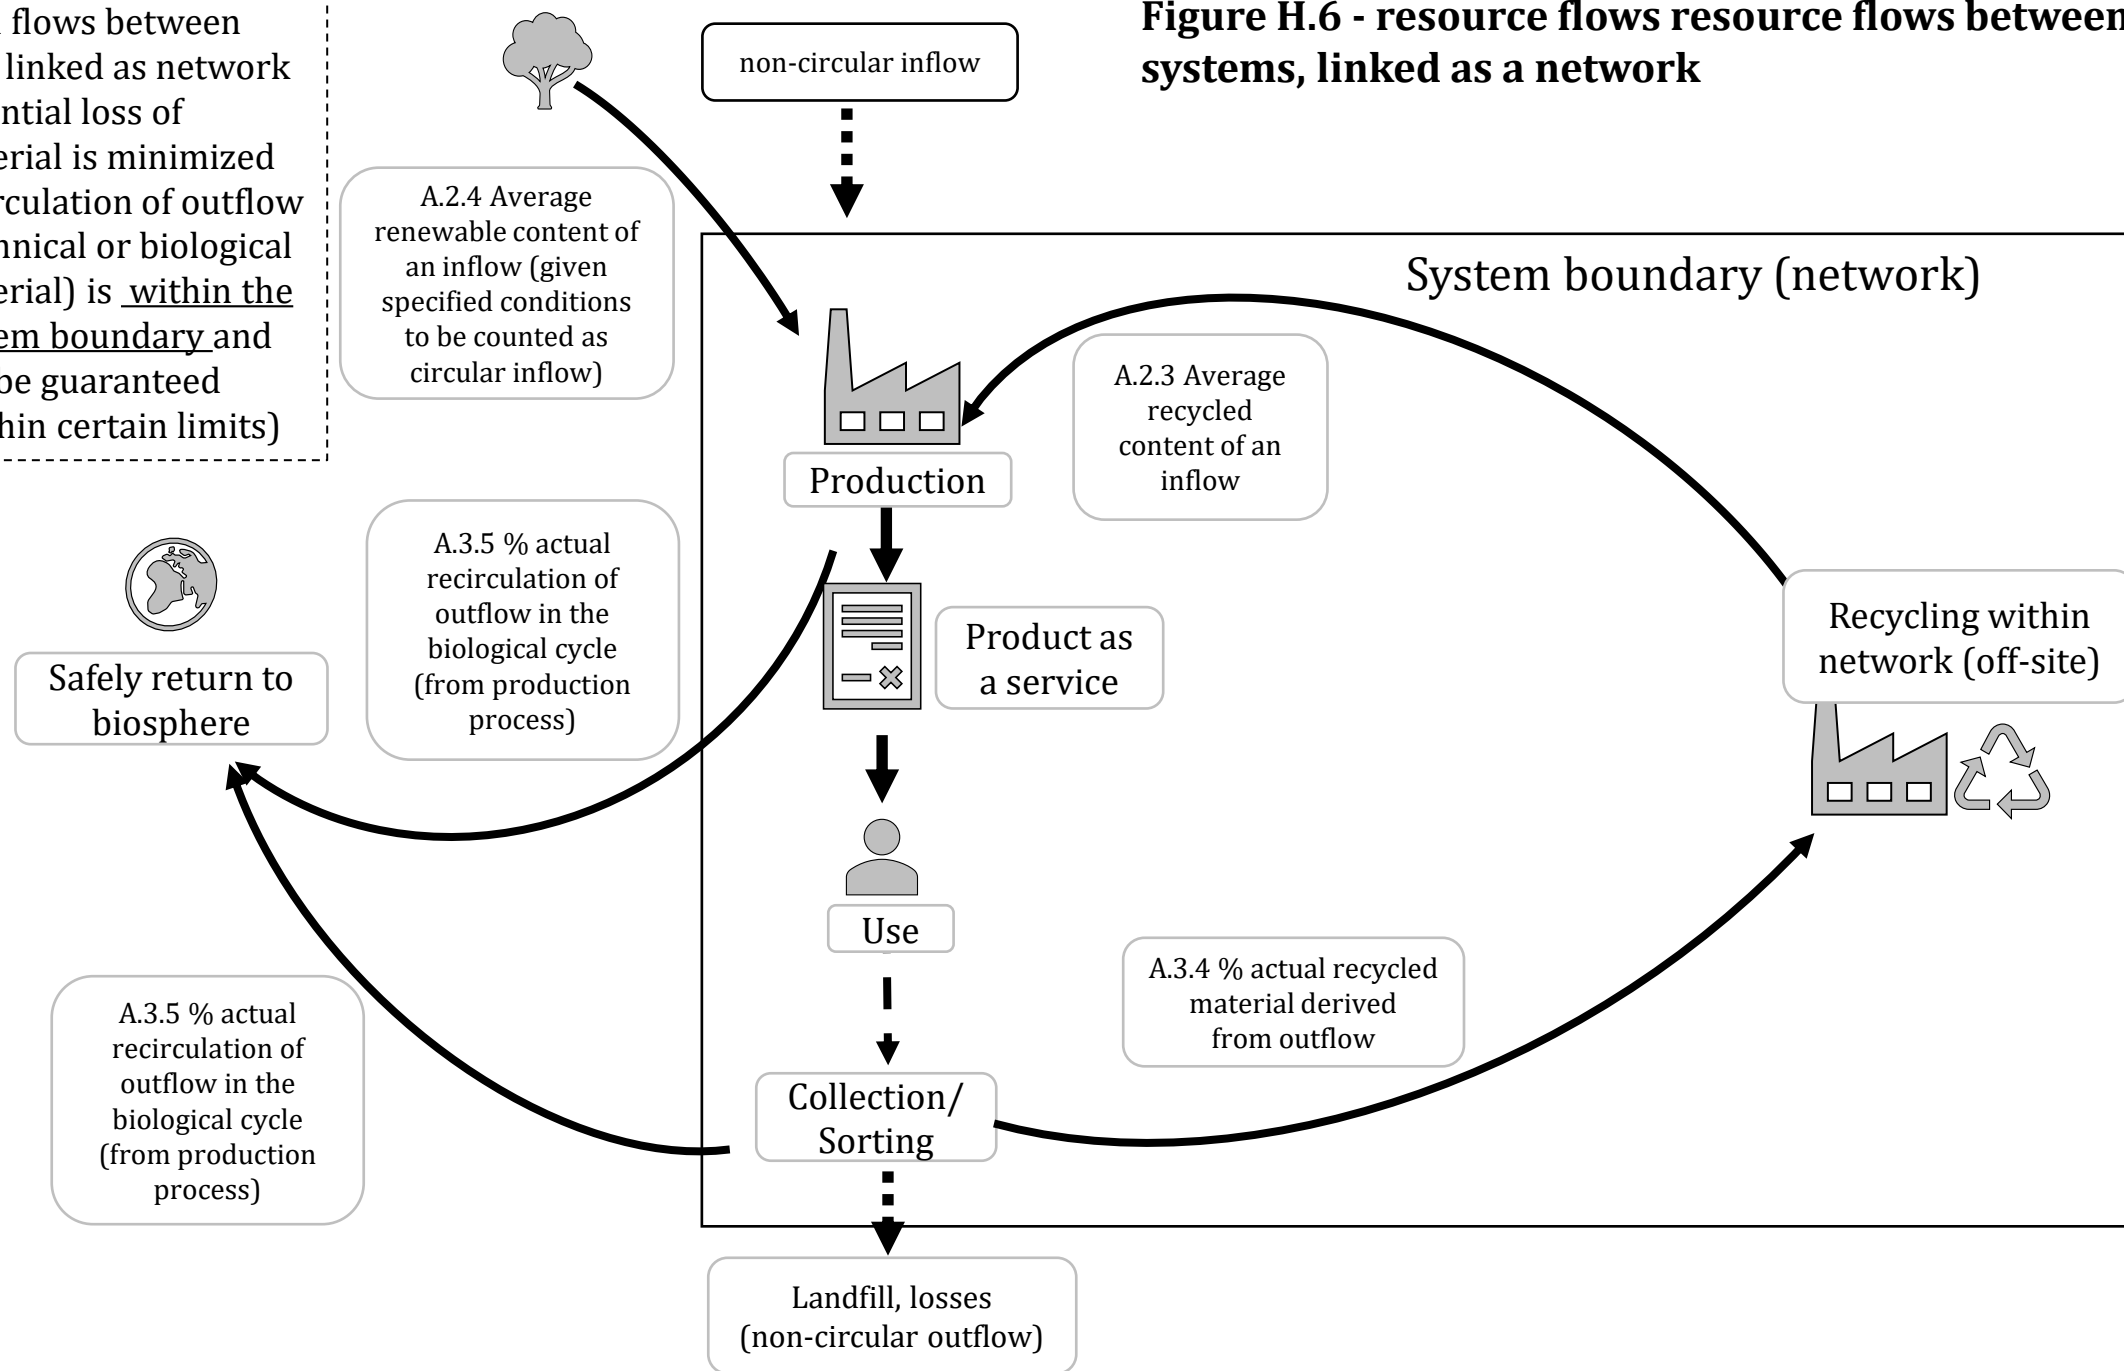 flows between
linked as network
ntial loss of
erial is minimized
rculation of outflow
hnical or biological
erial) is within the
em boundary and
be guaranteed
hin certain limits)
non-circular inflow
Figure H.6 - resource flows resource flows between
systems, linked as a network
A.2.4 Average
renewable content of
an inflow (given
specified conditions
to be counted as
circular inflow)
System boundary (network)
A.2.3 Average
recycled
content of an
inflow
Production
A.3.5 % actual
recirculation of
outflow in the
biological cycle
(from production
process)
Safely return to
biosphere
Product as
a service
Recycling within
network (off-site)
Use
A.3.4 % actual recycled
material derived
from outflow
A.3.5 % actual
recirculation of
outflow in the
biological cycle
(from production
process)
Collection/
Sorting
Landfill, losses
(non-circular outflow)